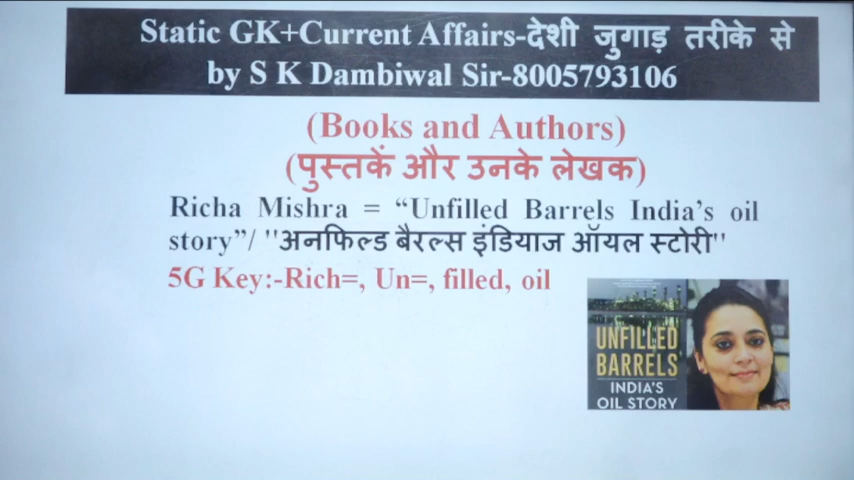 Static GK+Current Affairs-देशी जुगाड़ तरीके से
by S K Dambiwal Sir-8005793106
(Books and Authors)
(पुस्तकें और उनके लेखक)
Richa Mishra = “Unfilled Barrels India’s oil
story”/ ''अनफिल्ड बैरल्स इंडियाज ऑयल स्टोरी''
5G Key:-Rich=, Un=, filled, oil
UNFILLED
BARRELS
INDIA'S
OIL STORY